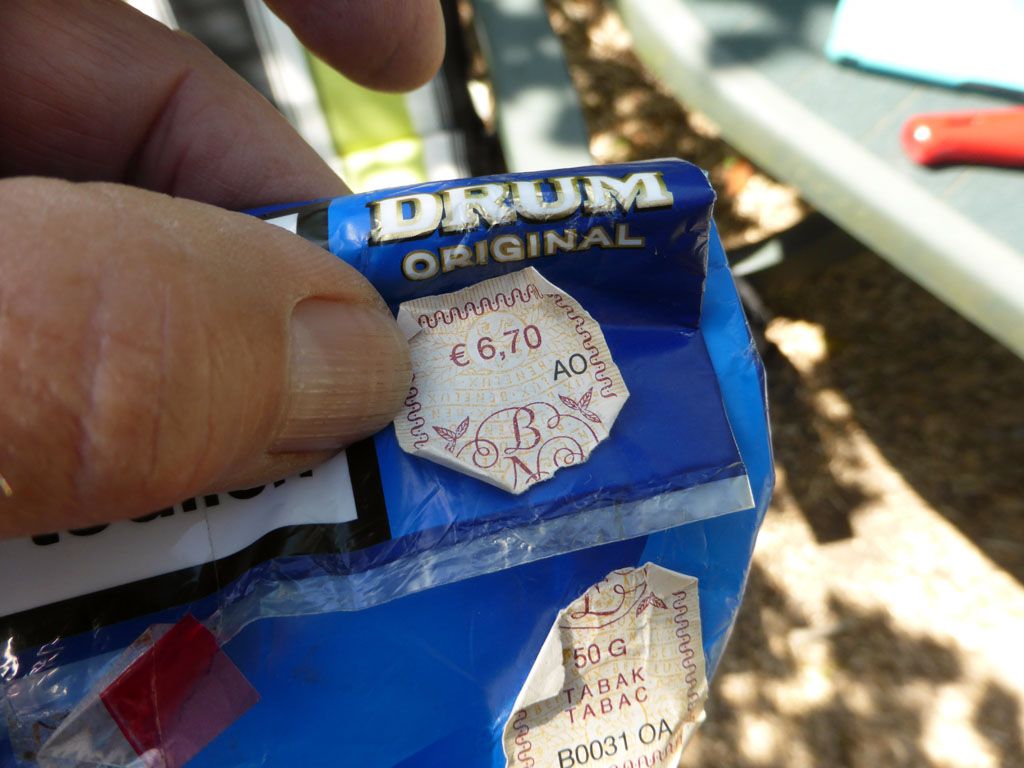 DRUM
ORIGINAL
€ 6,70
AO
B
N
L
50 G
TABAK
TABAC
B0031 OA